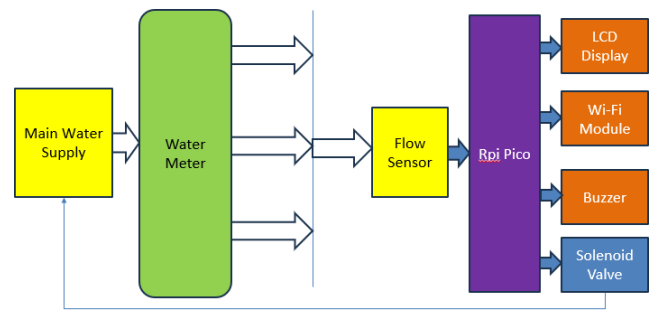 Main Water
Supply
Water
Meter
Flow
Sensor
Rpi Pico
LCD
Display
Wi-Fi
Module
Buzzer
Solenoid
Valve